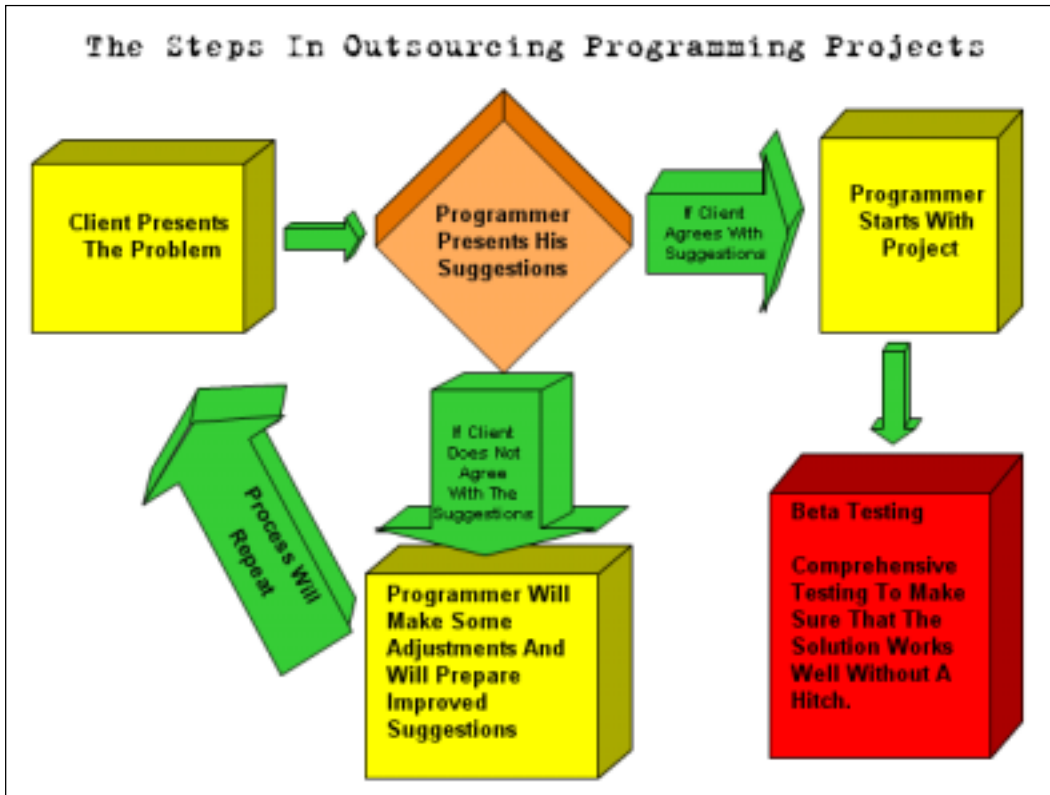 The Steps In Outsourcing Programming Projects
Client Presents
The Problem
Programmer
Presents His
Suggestions
If Client
Agrees With
Suggestions
Programmer
Starts With
Project
If Client
Does Not
Agree
With The
Suggestions
Process Will
Repeat
Programmer Will
Make Some
Adjustments And
Will Prepare
Improved
Suggestions
Beta Testing
Comprehensive
Testing To Make
Sure That The
Solution Works
Well Without A
Hitch.